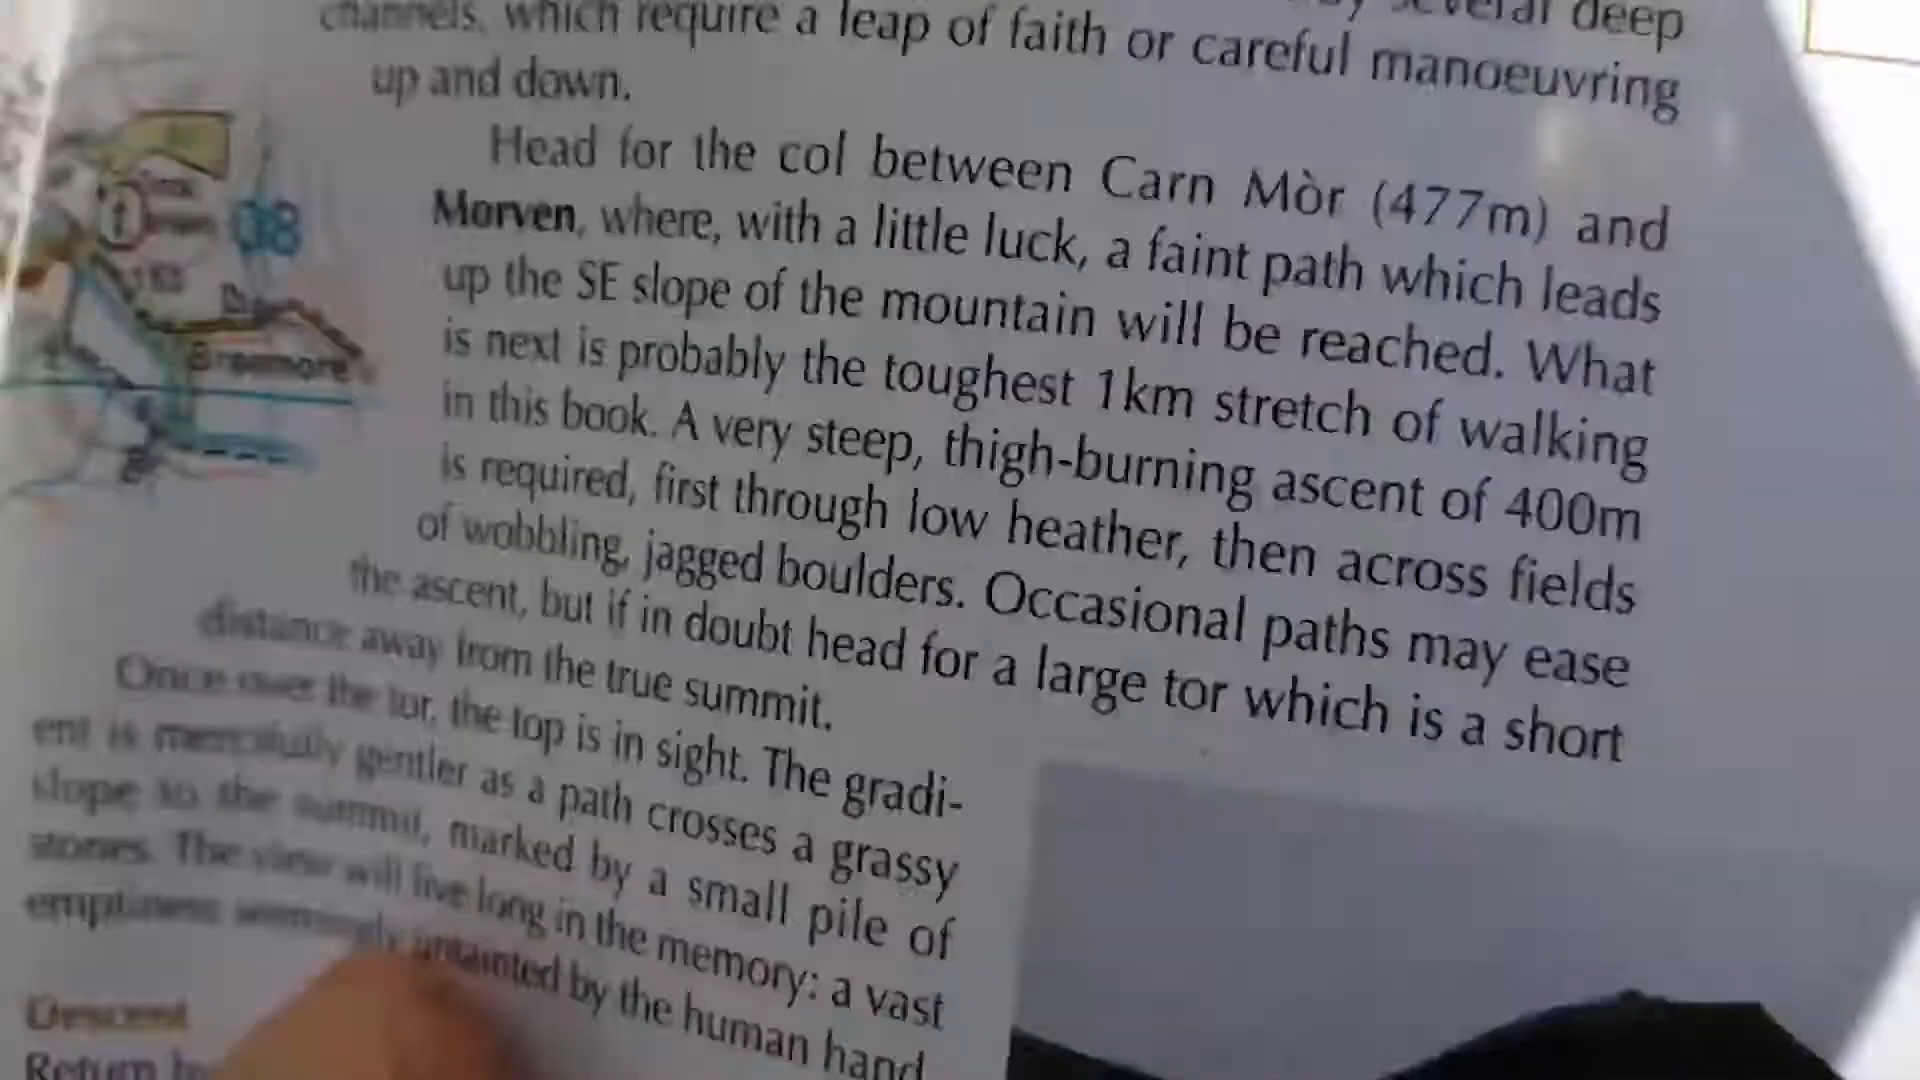 several deep
channels, which require a leap of faith or careful manoeuvring
up and down.
Head for the col between Carn Mòr (477m) and
Morven, where, with a little luck, a faint path which leads
up the SE slope of the mountain will be reached. What
is next is probably the toughest 1km stretch of walking
in this book. A very steep, thigh-burning ascent of 400m
is required, first through low heather, then across fields
of wobbling, jagged boulders. Occasional paths may ease
the ascent, but if in doubt head for a large tor which is a short
distance away from the true summit.
Once over the tor, the top is in sight. The gradi-
ent is mercifully gentler as a path crosses a grassy
slope to the summit, marked by a small pile of
stones. The view will live long in the memory: a vast
emptiness seemingly untainted by the human hand
Descent
Return
Braemore